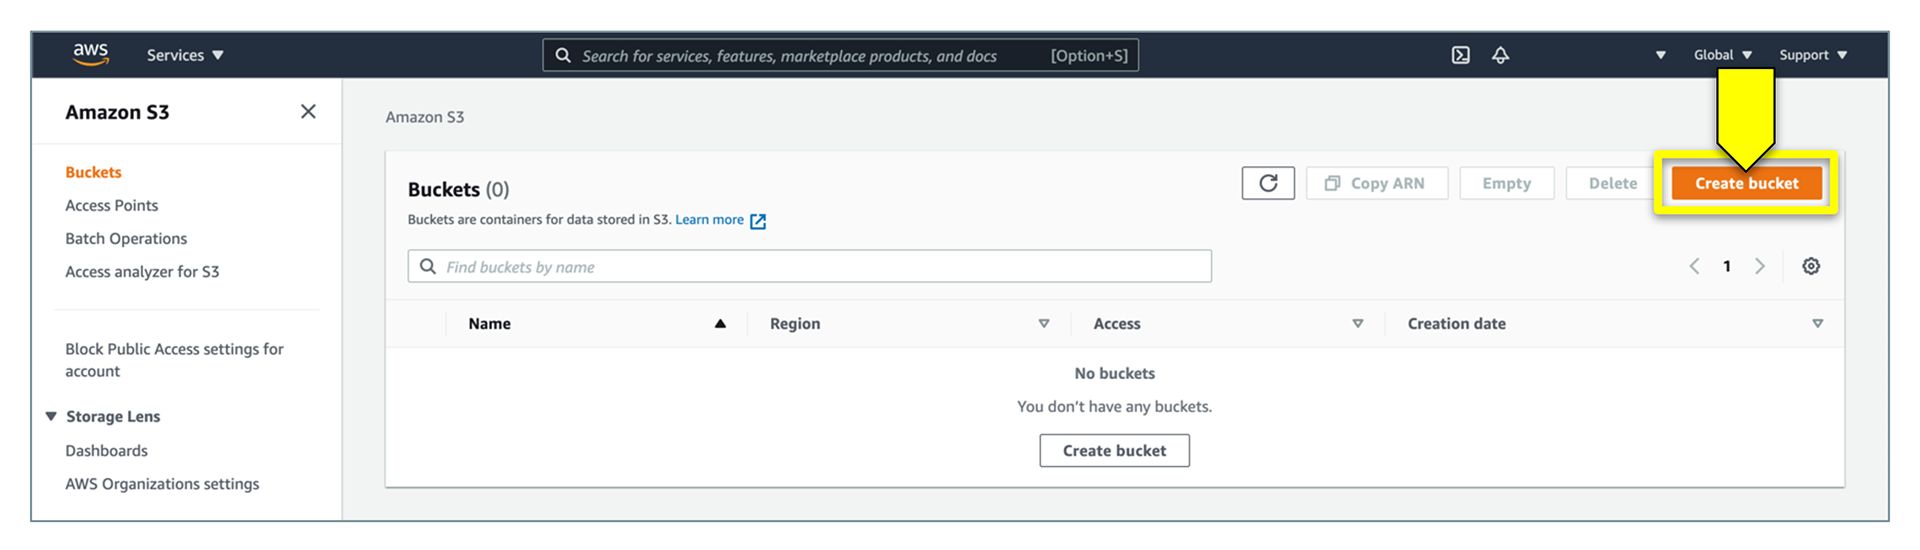 aws Services Search for services, features, marketplace products, and docs [Option+S] Global Support
Amazon S3
Buckets
Access Points
Batch Operations
Access analyzer for S3
Block Public Access settings for
account
Storage Lens
Dashboards
AWS Organizations settings
Amazon S3
Buckets (0)
Copy ARN Empty Delete Create bucket
Buckets are containers for data stored in S3. Learn more
Find buckets by name
1
Name Region Access Creation date
No buckets
You don't have any buckets.
Create bucket